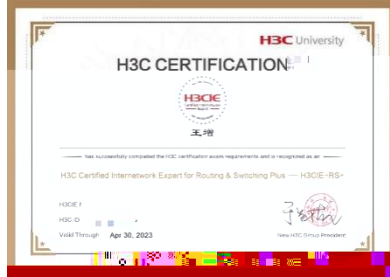 H3C University
H3C CERTIFICATION
H3CIE
王增
has successfully completed the H3C certification exam requirements and is recognized as an
H3C Certified Internetwork Expert for Routing & Switching Plus — H3CIE-RS+
H3CIE
H3C ID
Valid Through Apr 30, 2023
New H3C Group President